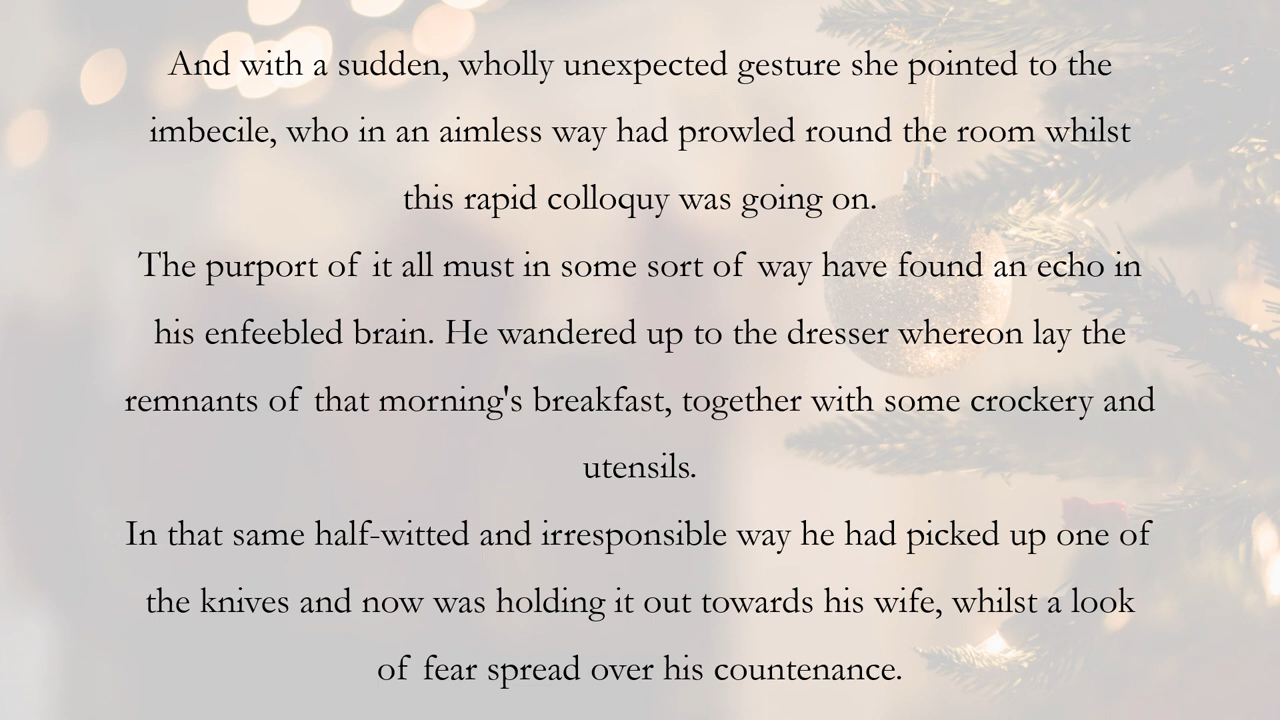 And with a sudden, wholly unexpected gesture she pointed to the
imbecile, who in an aimless way had prowled round the room whilst
this rapid colloquy was going on.
The purport of it all must in some sort of way have found an echo in
his enfeebled brain. He wandered up to the dresser whereon lay the
remnants of that morning's breakfast, together with some crockery and
utensils.
In that same half-witted and irresponsible way he had picked up one of
the knives and now was holding it out towards his wife, whilst a look
of fear spread over his countenance.